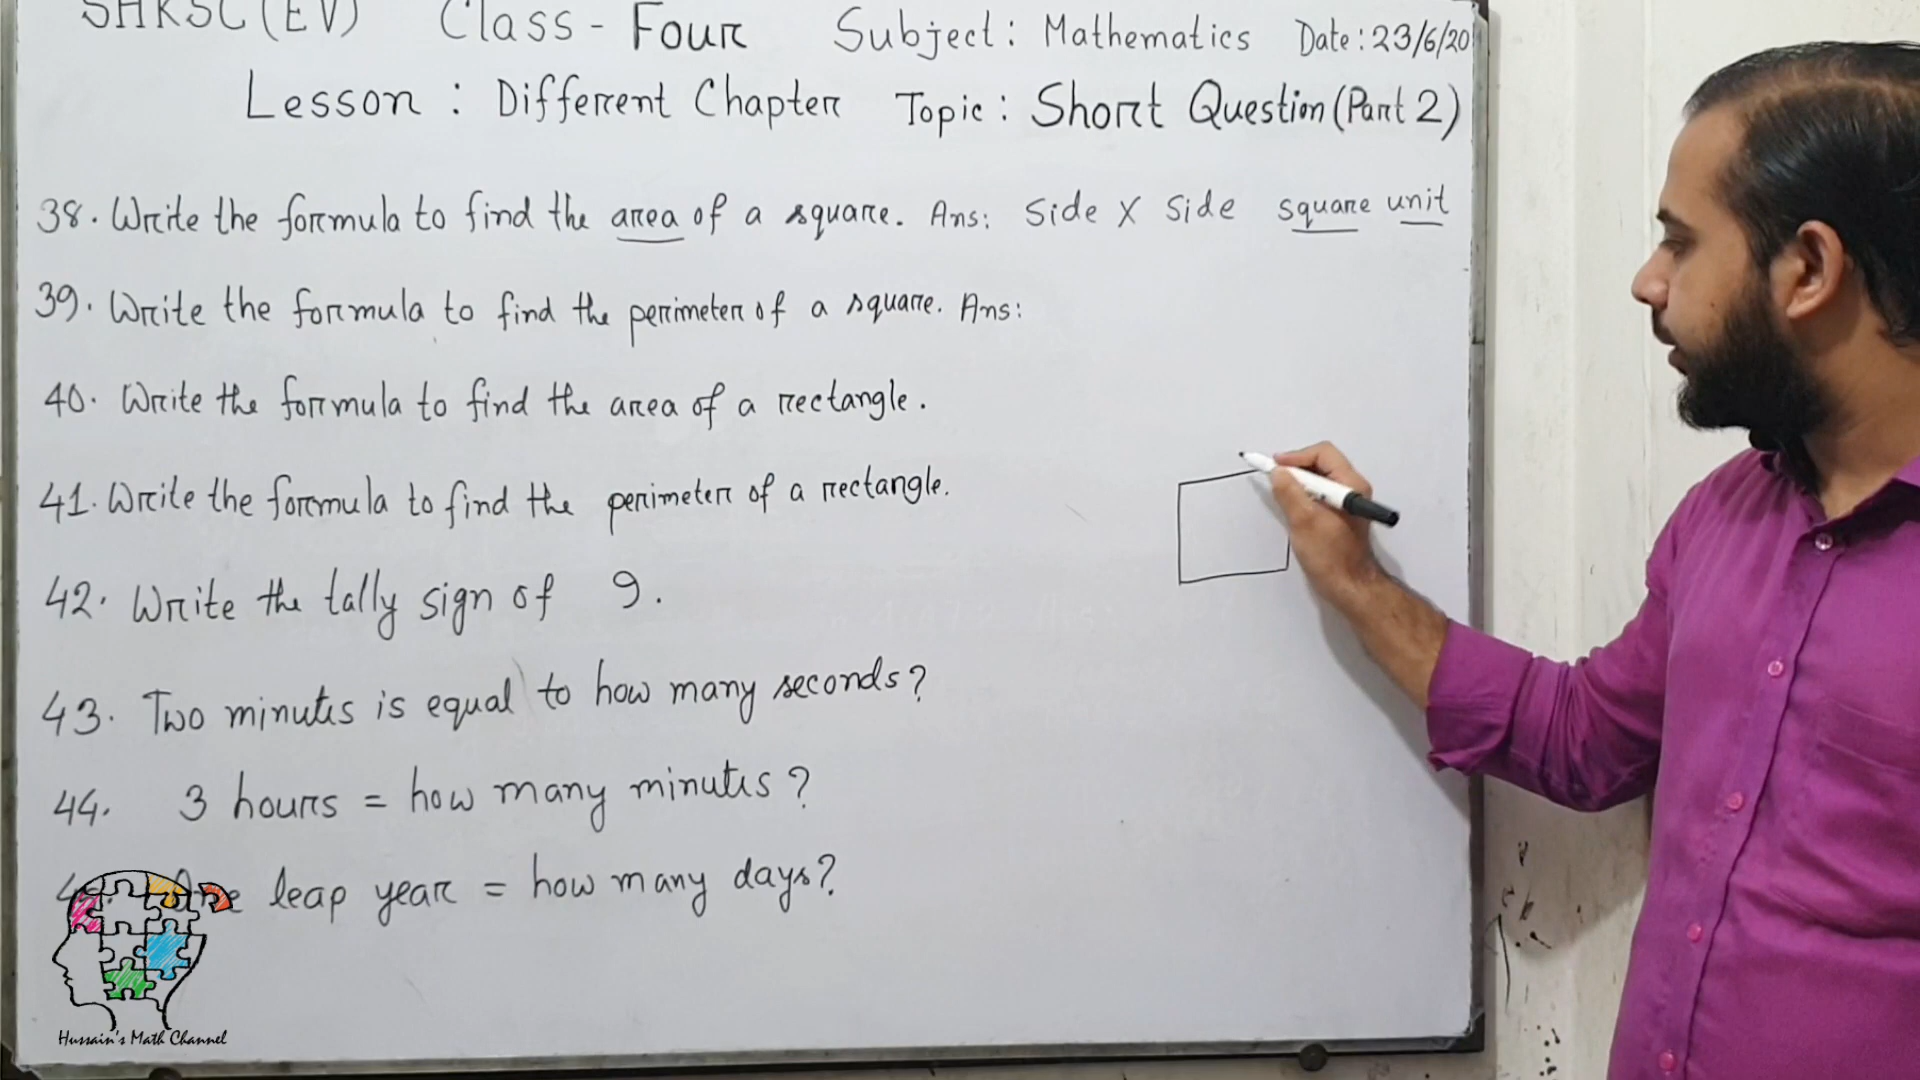 SHKSC (EV) Class - Four Subject: Mathematics Date: 23/6/20
Lesson : Different Chapter Topic: Short Question (Part 2)
38. Write the formula to find the area of a square. Ans: Side X Side square unit
39. Write the formula to find the perimeter of a square. Ans:
40. Write the formula to find the area of a rectangle.
41. Write the formula to find the perimeter of a rectangle.
42. Write the tally sign of 9.
43. Two minutes is equal to how many seconds?
44. 3 hours = how many minutes?
One leap year = how many days?
Hussain's Math Channel